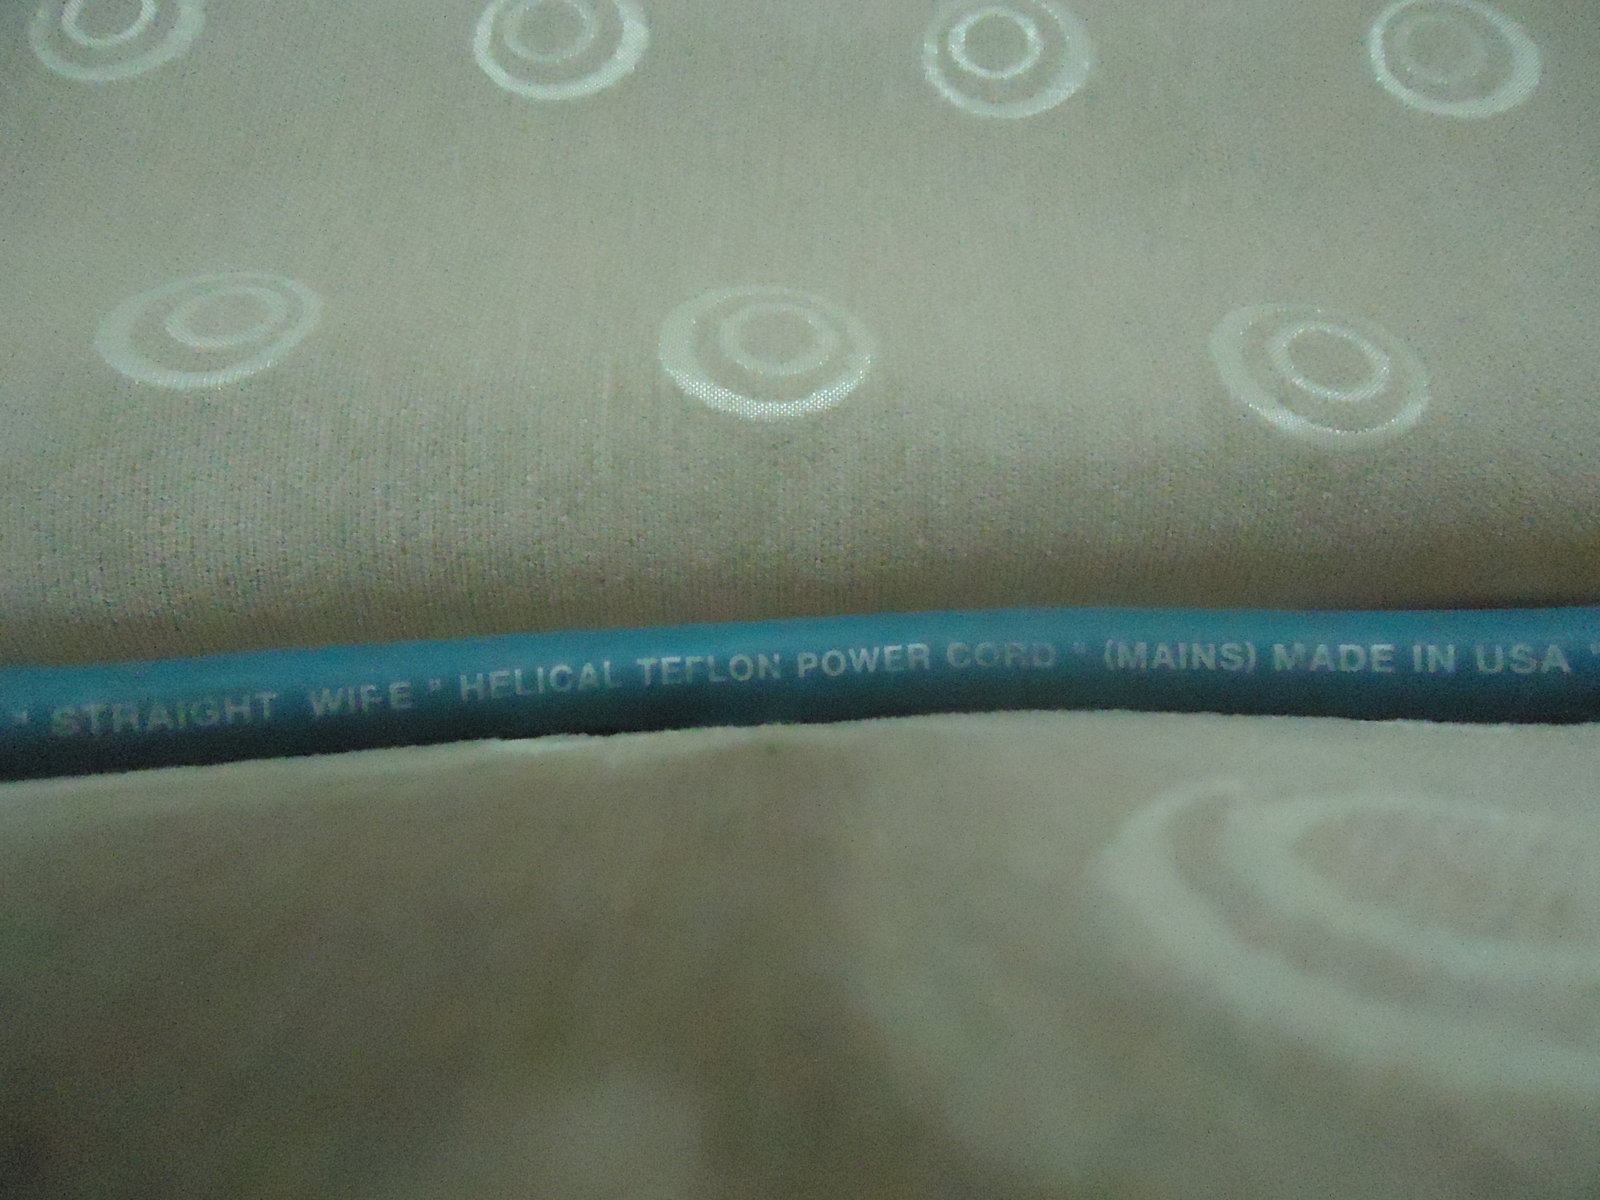 " STRAIGHT WIRE " HELICAL TEFLON POWER CORD " (MAINS) MADE IN USA "